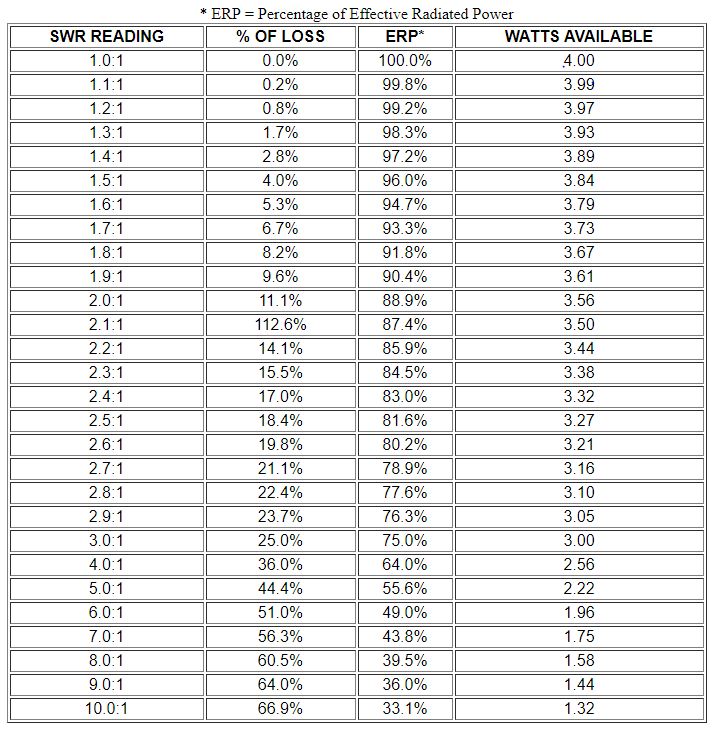 * ERP = Percentage of Effective Radiated Power
SWR READING % OF LOSS ERP* WATTS AVAILABLE
1.0:1 0.0% 100.0% 4.00
1.1:1 0.2% 99.8% 3.99
1.2:1 0.8% 99.2% 3.97
1.3:1 1.7% 98.3% 3.93
1.4:1 2.8% 97.2% 3.89
1.5:1 4.0% 96.0% 3.84
1.6:1 5.3% 94.7% 3.79
1.7:1 6.7% 93.3% 3.73
1.8:1 8.2% 91.8% 3.67
1.9:1 9.6% 90.4% 3.61
2.0:1 11.1% 88.9% 3.56
2.1:1 112.6% 87.4% 3.50
2.2:1 14.1% 85.9% 3.44
2.3:1 15.5% 84.5% 3.38
2.4:1 17.0% 83.0% 3.32
2.5:1 18.4% 81.6% 3.27
2.6:1 19.8% 80.2% 3.21
2.7:1 21.1% 78.9% 3.16
2.8:1 22.4% 77.6% 3.10
2.9:1 23.7% 76.3% 3.05
3.0:1 25.0% 75.0% 3.00
4.0:1 36.0% 64.0% 2.56
5.0:1 44.4% 55.6% 2.22
6.0:1 51.0% 49.0% 1.96
7.0:1 56.3% 43.8% 1.75
8.0:1 60.5% 39.5% 1.58
9.0:1 64.0% 36.0% 1.44
10.0:1 66.9% 33.1% 1.32